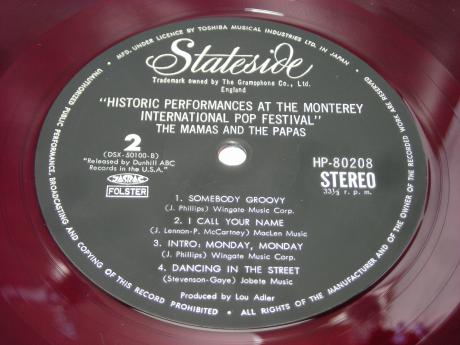 MFD. UNDER LICENCE BY TOSHIBA MUSICAL INDUSTRIES LTD. IN JAPAN •
Stateside
Trademark owned by The Gramophone Co., Ltd.
England
"HISTORIC PERFORMANCES AT THE MONTEREY
INTERNATIONAL POP FESTIVAL"
THE MAMAS AND THE PAPAS
2
(DSX-50100-B)
"Released by Dunhill ABC
Records in the U.S.A."
JASRAC
FOLSTER
HP-80208
STEREO
33⅓ r. p. m.
1. SOMEBODY GROOVY
(J. Phillips) Wingate Music Corp.
2. I CALL YOUR NAME
(J. Lennon-P. McCartney) MacLen Music
3. INTRO: MONDAY, MONDAY
(J. Phillips) Wingate Music Corp.
4. DANCING IN THE STREET
(Stevenson-Gaye) Jobete Music
Produced by Lou Adler
ALL RIGHTS OF THE MANUFACTURER AND OF THE OWNER OF THE RECORDED WORK ARE RESERVED
UNAUTHORISED PUBLIC PERFORMANCE, BROADCASTING AND COPYING OF THIS RECORD PROHIBITED •